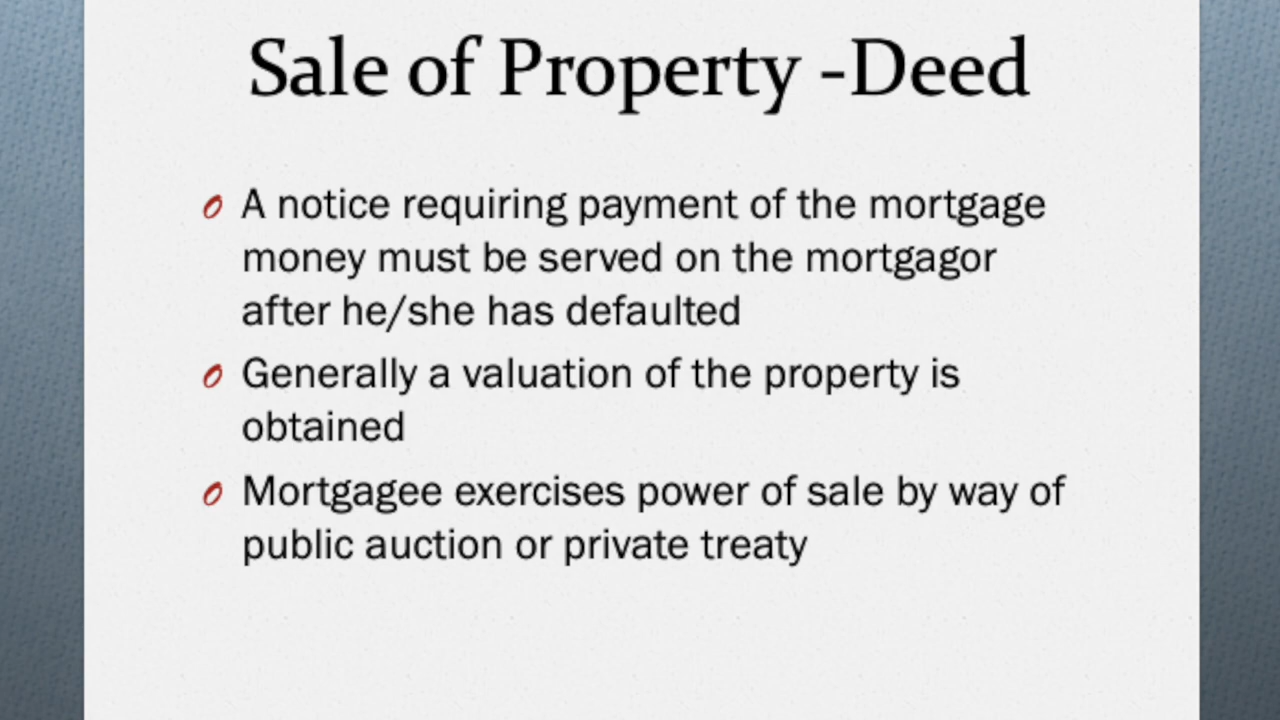 Sale of Property -Deed
A notice requiring payment of the mortgage
money must be served on the mortgagor
after he/she has defaulted
Generally a valuation of the property is
obtained
Mortgagee exercises power of sale by way of
public auction or private treaty